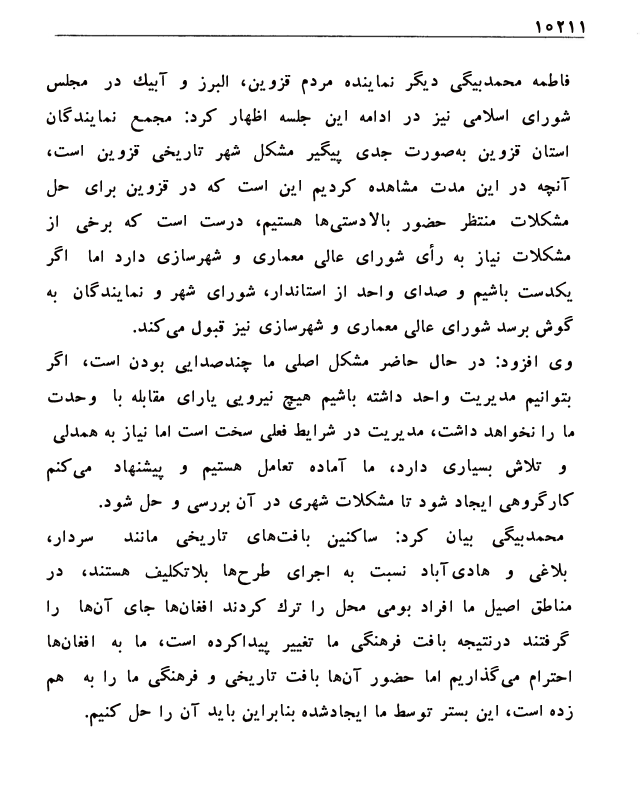 ۱۰۲۱۱
فاطمه محمدبیگی دیگر نماینده مردم قزوین، البرز و آبیك در مجلس
شورای اسلامی نیز در ادامه این جلسه اظهار کرد: مجمع نمایندگان
استان قزوین به‌صورت جدی پیگیر مشکل شهر تاریخی قزوین است،
آنچه در این مدت مشاهده کردیم این است که در قزوین برای حل
مشکلات منتظر حضور بالادستی‌ها هستیم، درست است که برخی از
مشکلات نیاز به رأی شورای عالی معماری و شهرسازی دارد اما اگر
یکدست باشیم و صدای واحد از استاندار، شورای شهر و نمایندگان به
گوش برسد شورای عالی معماری و شهرسازی نیز قبول می‌کند.
وی افزود: در حال حاضر مشکل اصلی ما چندصدایی بودن است، اگر
بتوانیم مدیریت واحد داشته باشیم هیچ نیرویی یارای مقابله با وحدت
ما را نخواهد داشت، مدیریت در شرایط فعلی سخت است اما نیاز به همدلی
و تلاش بسیاری دارد، ما آماده تعامل هستیم و پیشنهاد می‌کنم
کارگروهی ایجاد شود تا مشکلات شهری در آن بررسی و حل شود.
محمدبیگی بیان کرد: ساکنین بافت‌های تاریخی مانند سردار،
بلاغی و هادی‌آباد نسبت به اجرای طرح‌ها بلاتکلیف هستند، در
مناطق اصیل ما افراد بومی محل را ترك کردند افغان‌ها جای آن‌ها را
گرفتند درنتیجه بافت فرهنگی ما تغییر پیداکرده است، ما به افغان‌ها
احترام می‌گذاریم اما حضور آن‌ها بافت تاریخی و فرهنگی ما را به هم
زده است، این بستر توسط ما ایجادشده بنابراین باید آن را حل کنیم.